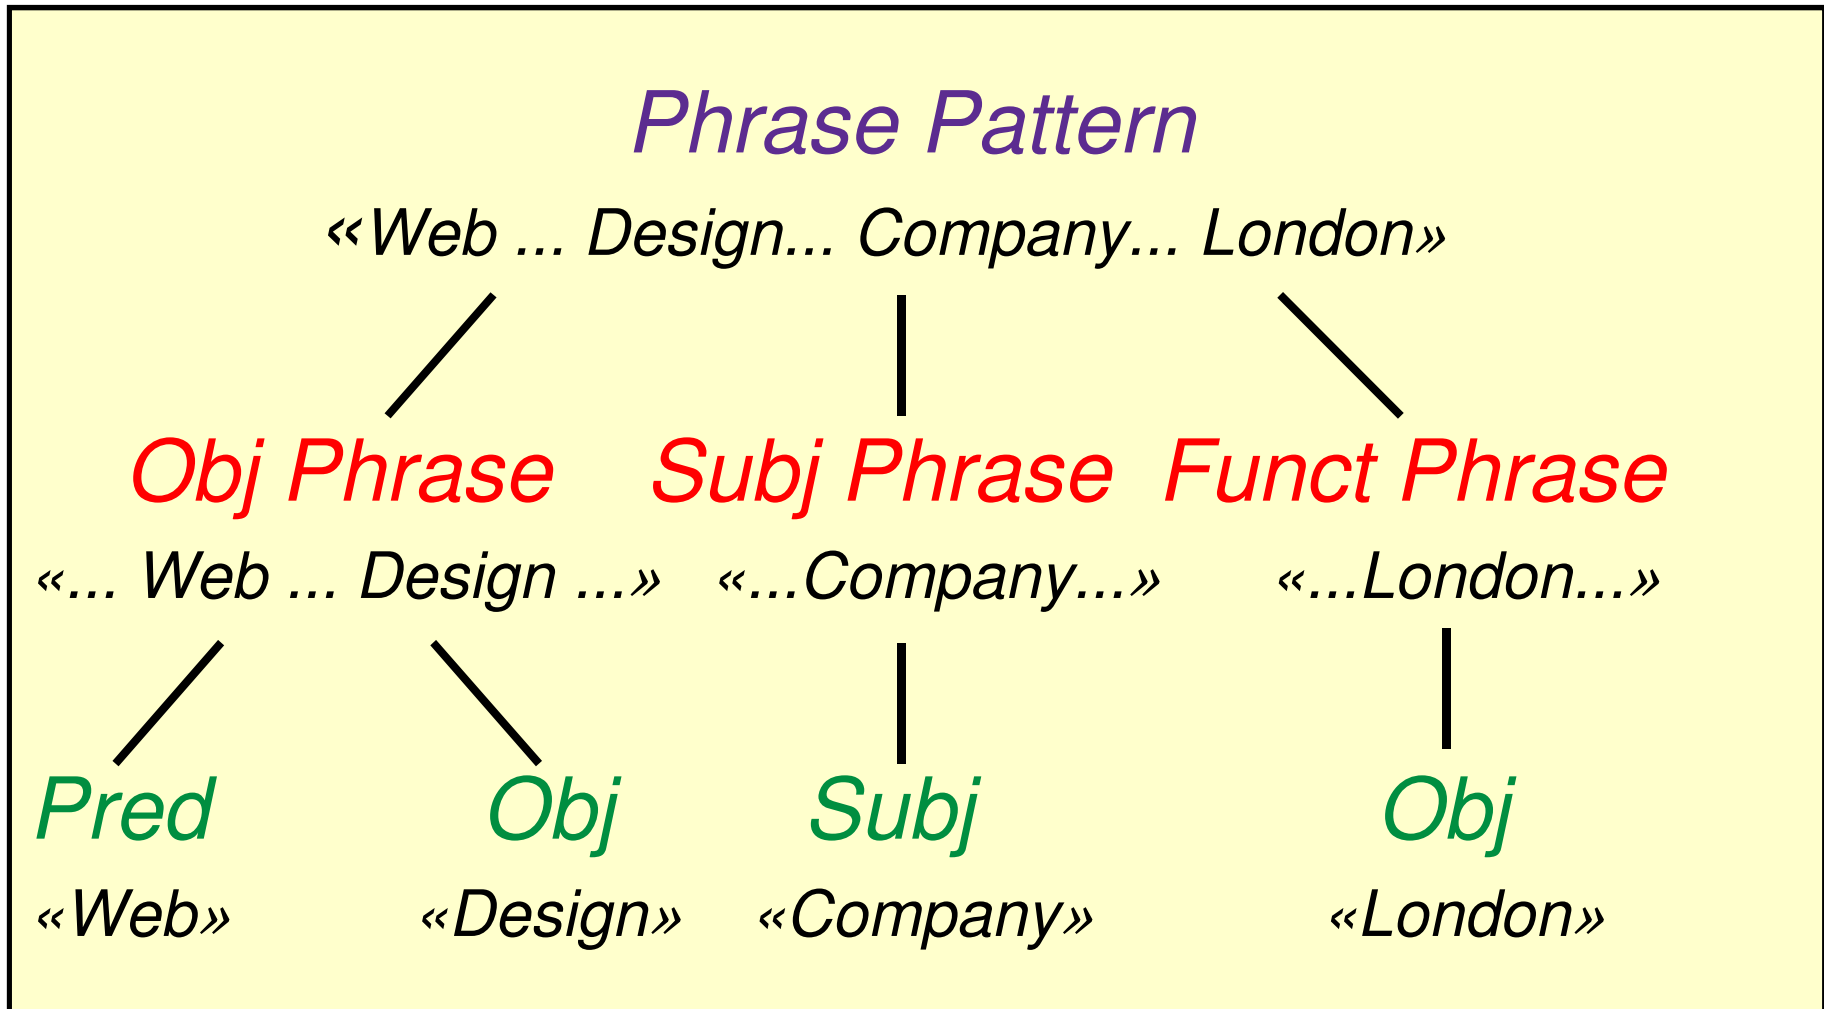 Phrase Pattern
«Web ... Design... Company... London»
Obj Phrase Subj Phrase Funct Phrase
«... Web ... Design ...» «...Company...» «...London...»
Pred Obj Subj Obj
«Web» «Design» «Company» «London»